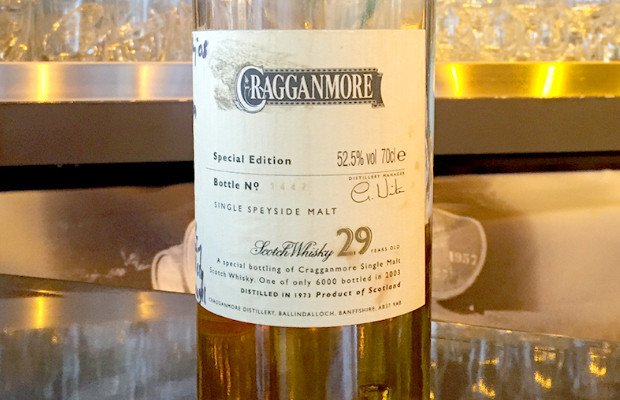 CRAGGANMORE
Special Edition
52.5% vol 70cl e
DISTILLERY MANAGER
Bottle Nº
SINGLE SPEYSIDE MALT
Scotch Whisky 29 YEARS OLD
A special bottling of Cragganmore Single Malt
Scotch Whisky. One of only 6000 bottled in 2003
DISTILLED IN 1973 Product of Scotland
CRAGGANMORE DISTILLERY, BALLINDALLOCH, BANFFSHIRE. AB37 9AB
1957